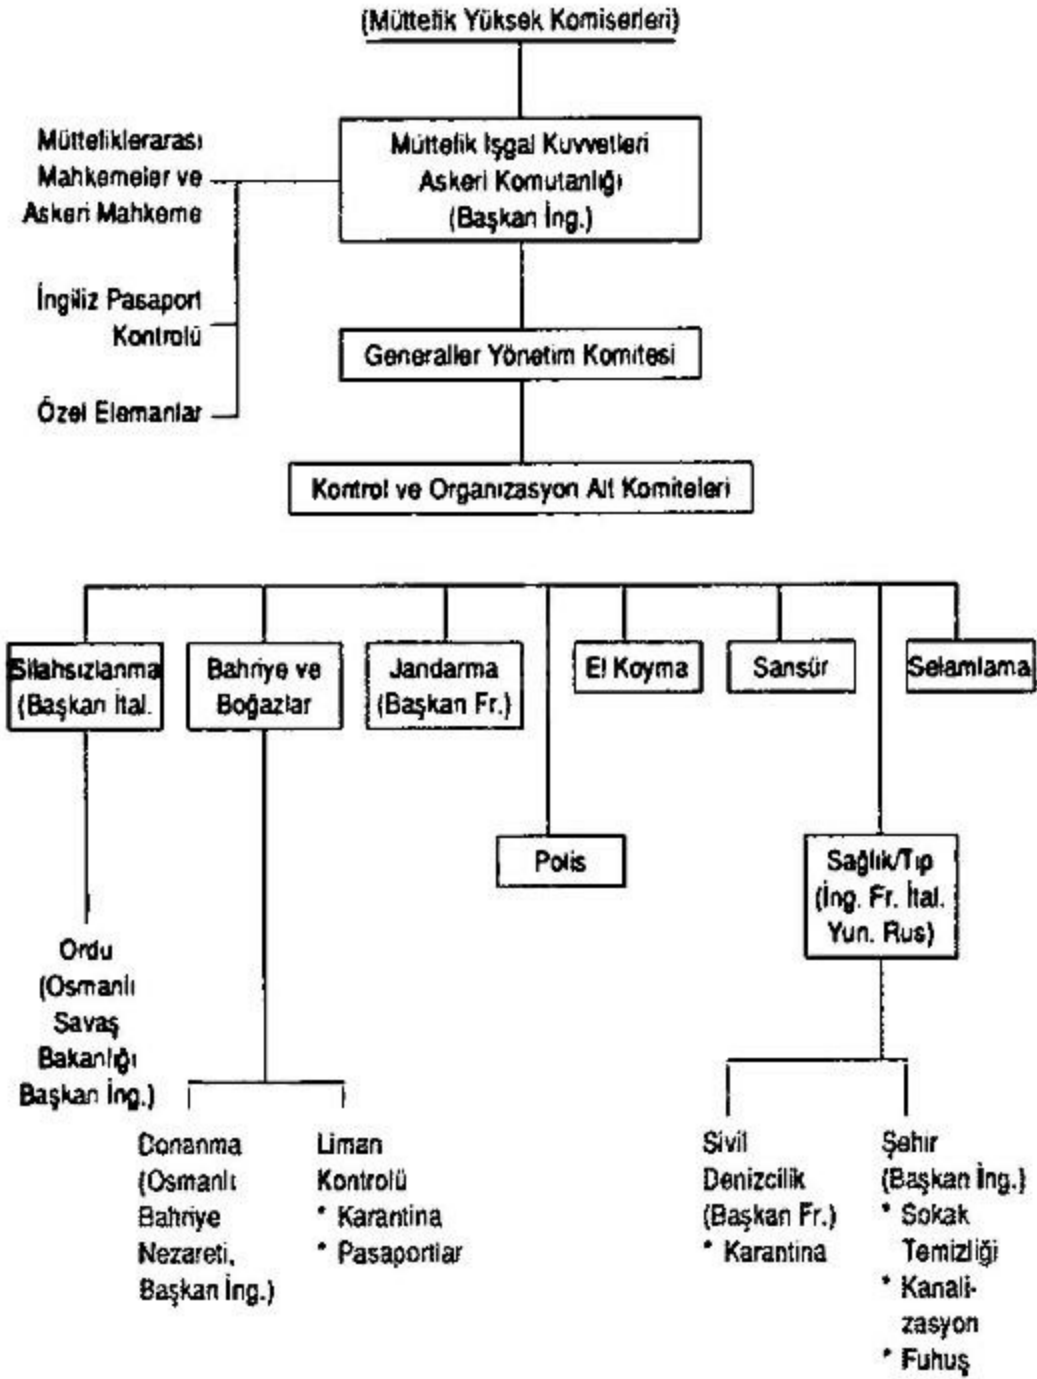 (Müttefik Yüksek Komiserleri)
Müttefiklerarası
Mahkemeler ve
Askeri Mahkeme
Müttefik İşgal Kuvvetleri
Askeri Komutanlığı
(Başkan İng.)
İngiliz Pasaport
Kontrolü
Generaller Yönetim Komitesi
Özel Elemanlar
Kontrol ve Organizasyon Alt Komiteleri
Silahsızlanma
(Başkan İtal.
Bahriye ve
Boğazlar
Jandarma
(Başkan Fr.)
El Koyma
Sansür
Selamlama
Polis
Sağlık/Tıp
(İng. Fr. İtal.
Yun. Rus)
Ordu
(Osmanlı
Savaş
Bakanlığı
Başkan İng.)
Donanma
(Osmanlı
Bahriye
Nezareti,
Başkan İng.)
Liman
Kontrolü
* Karantina
* Pasaportlar
Sivil
Denizcilik
(Başkan Fr.)
* Karantina
Şehir
(Başkan İng.)
* Sokak
Temizliği
* Kanali-
zasyon
* Fuhuş